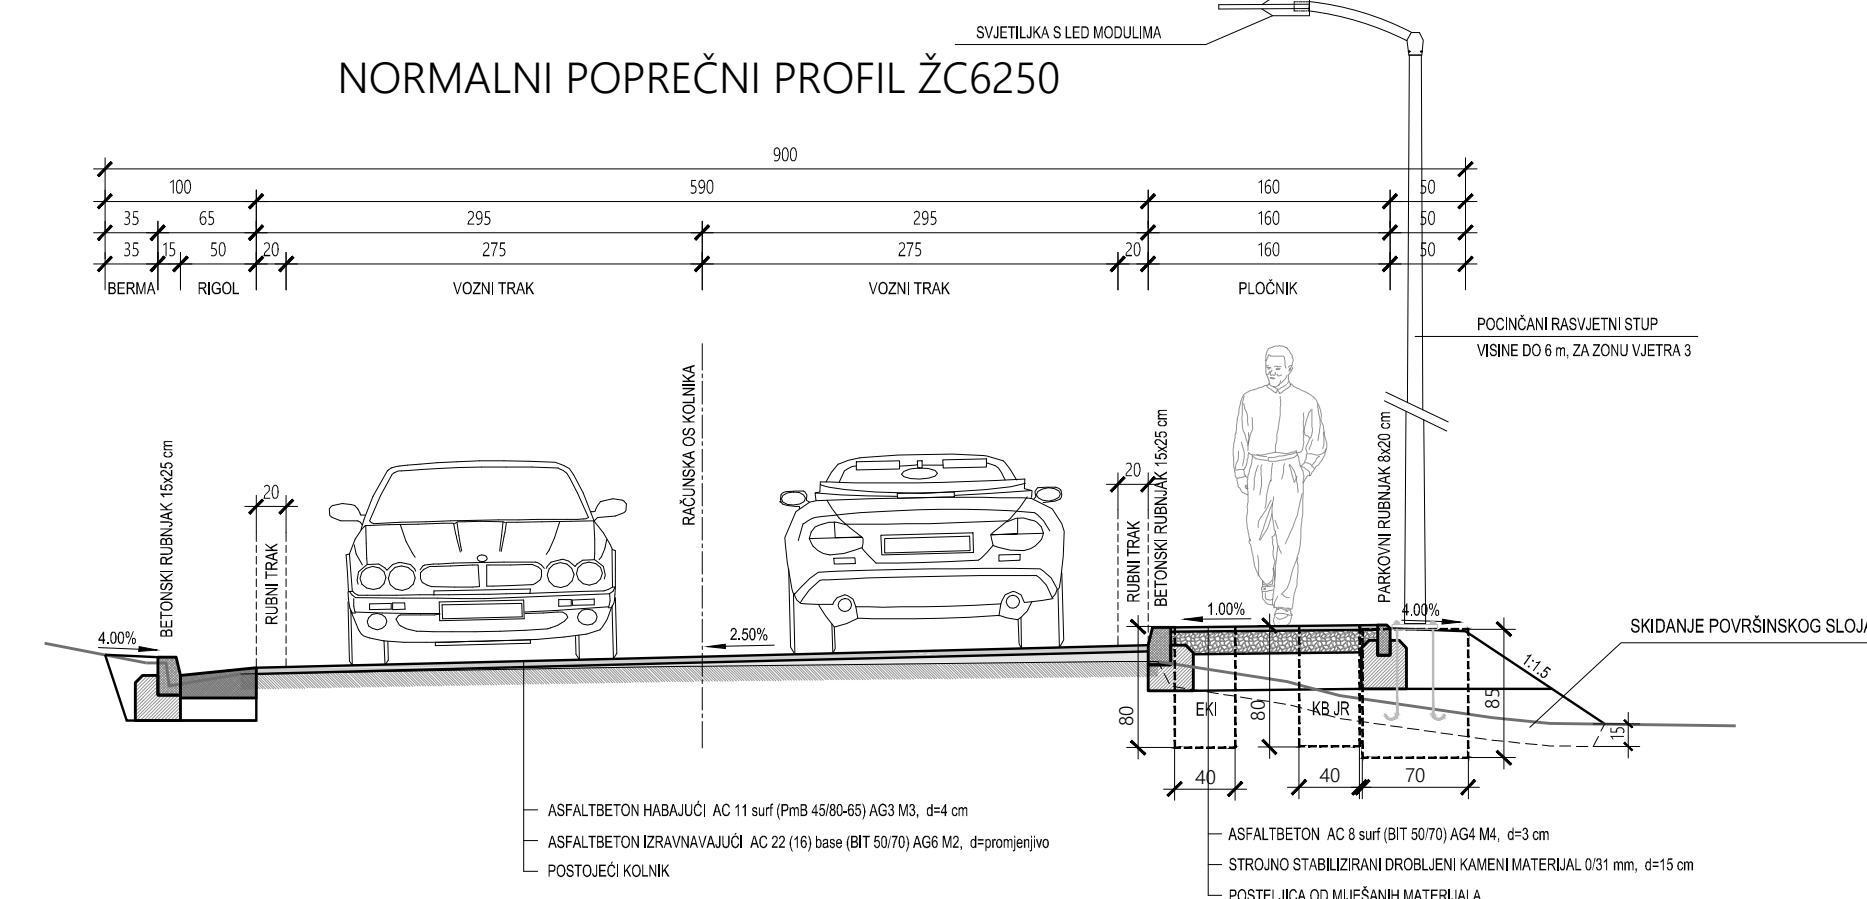 SVJETILJKA S LED MODULIMA
NORMALNI POPREČNI PROFIL ŽC6250
900
100 590 160 50
35 65 295 295 160 50
35 15 50 20 275 275 20 160 50
BERMA RIGOL VOZNI TRAK VOZNI TRAK PLOČNIK
POCINČANI RASVJETNI STUP
VISINE DO 6 m, ZA ZONU VJETRA 3
BETONSKI RUBNJAK 15x25 cm
20
RUBNI TRAK
RAČUNSKA OS KOLNIKA
20
RUBNI TRAK
BETONSKI RUBNJAK 15x25 cm
PARKOVNI RUBNJAK 8x20 cm
4.00%
2.50%
1.00%
4.00%
SKIDANJE POVRŠINSKOG SLOJA
1:1.5
80
EKI
80
KB JR
85
15
40 40 70
ASFALTBETON HABAJUĆI AC 11 surf (PmB 45/80-65) AG3 M3, d=4 cm
ASFALTBETON IZRAVNAVAJUĆI AC 22 (16) base (BIT 50/70) AG6 M2, d=promjenjivo
POSTOJEĆI KOLNIK
ASFALTBETON AC 8 surf (BIT 50/70) AG4 M4, d=3 cm
STROJNO STABILIZIRANI DROBLJENI KAMENI MATERIJAL 0/31 mm, d=15 cm
POSTELJICA OD MIJEŠANIH MATERIJALA